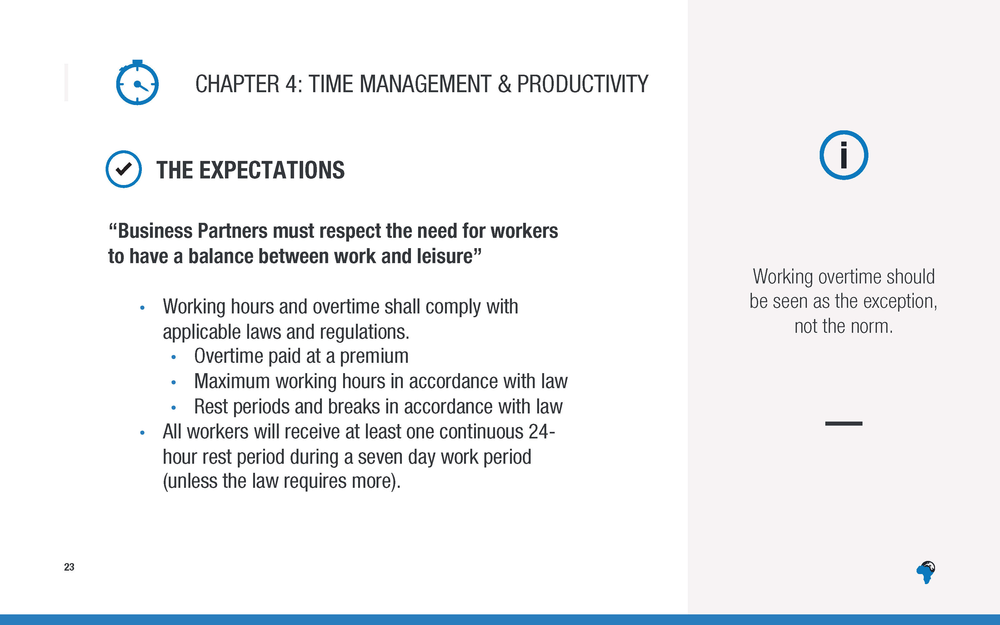 CHAPTER 4: TIME MANAGEMENT & PRODUCTIVITY
THE EXPECTATIONS
“Business Partners must respect the need for workers
to have a balance between work and leisure”
• Working hours and overtime shall comply with
applicable laws and regulations.
• Overtime paid at a premium
• Maximum working hours in accordance with law
• Rest periods and breaks in accordance with law
• All workers will receive at least one continuous 24-
hour rest period during a seven day work period
(unless the law requires more).
i
Working overtime should
be seen as the exception,
not the norm.
23